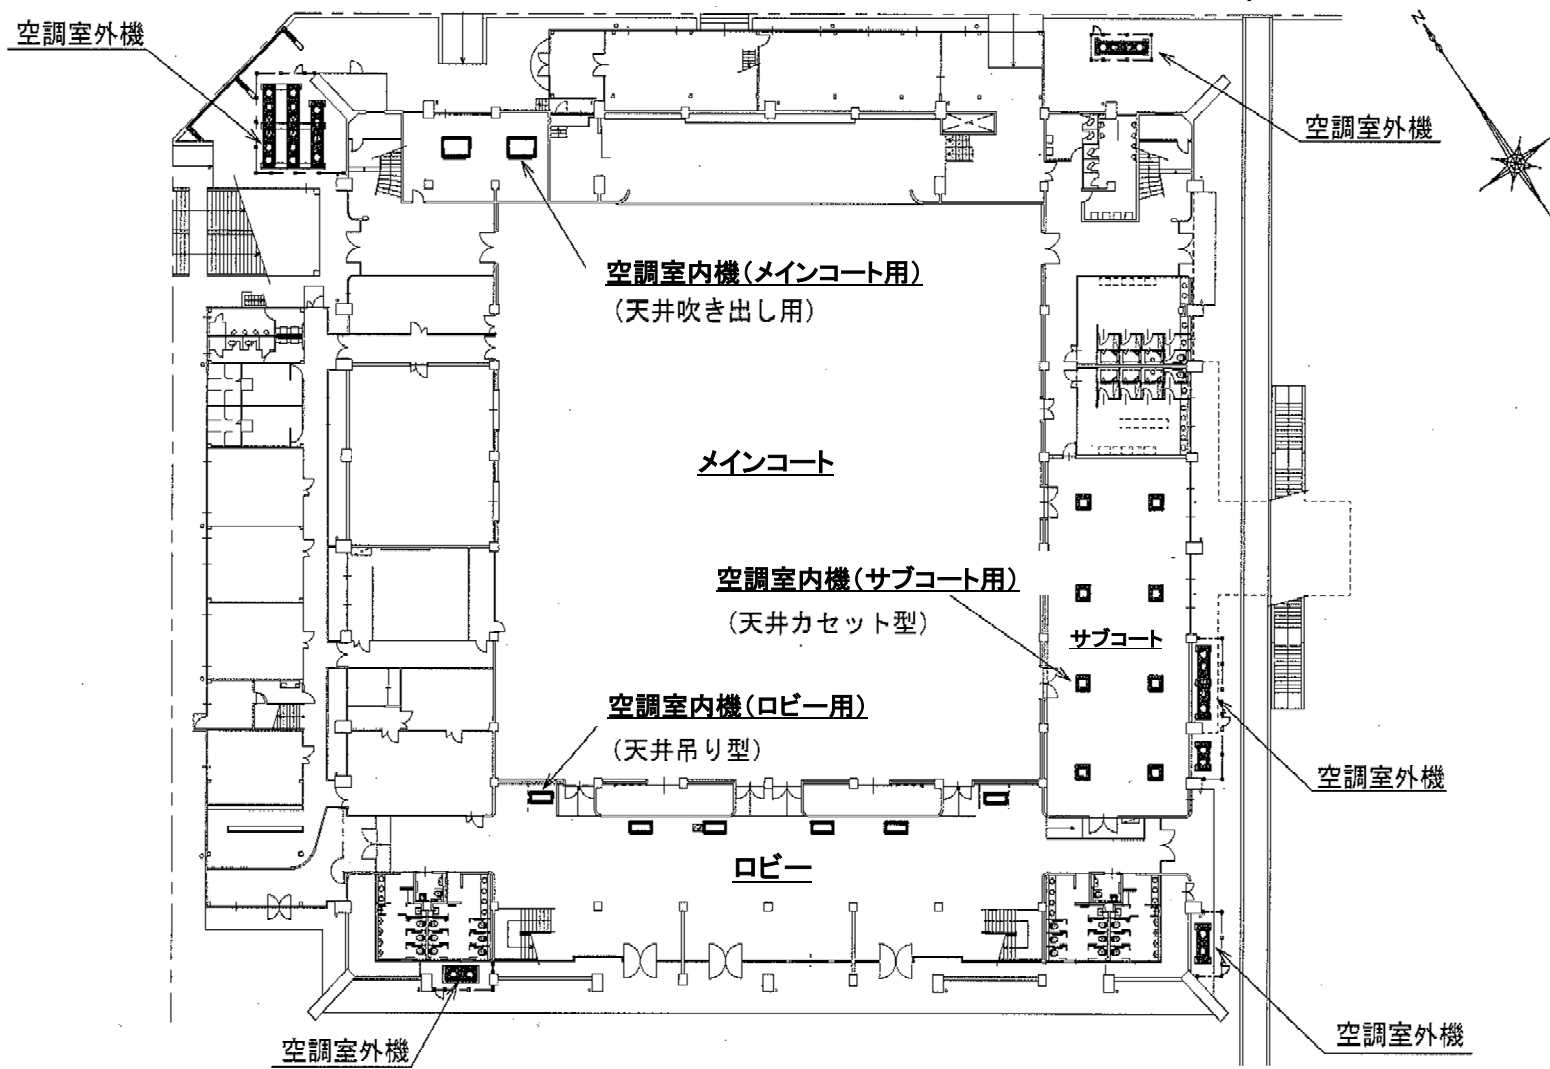 空調室外機
N
空調室外機
空調室内機(メインコート用)
(天井吹き出し用)
メインコート
空調室内機(サブコート用)
(天井カセット型)
サブコート
空調室内機(ロビー用)
(天井吊り型)
空調室外機
ロビー
空調室外機
空調室外機